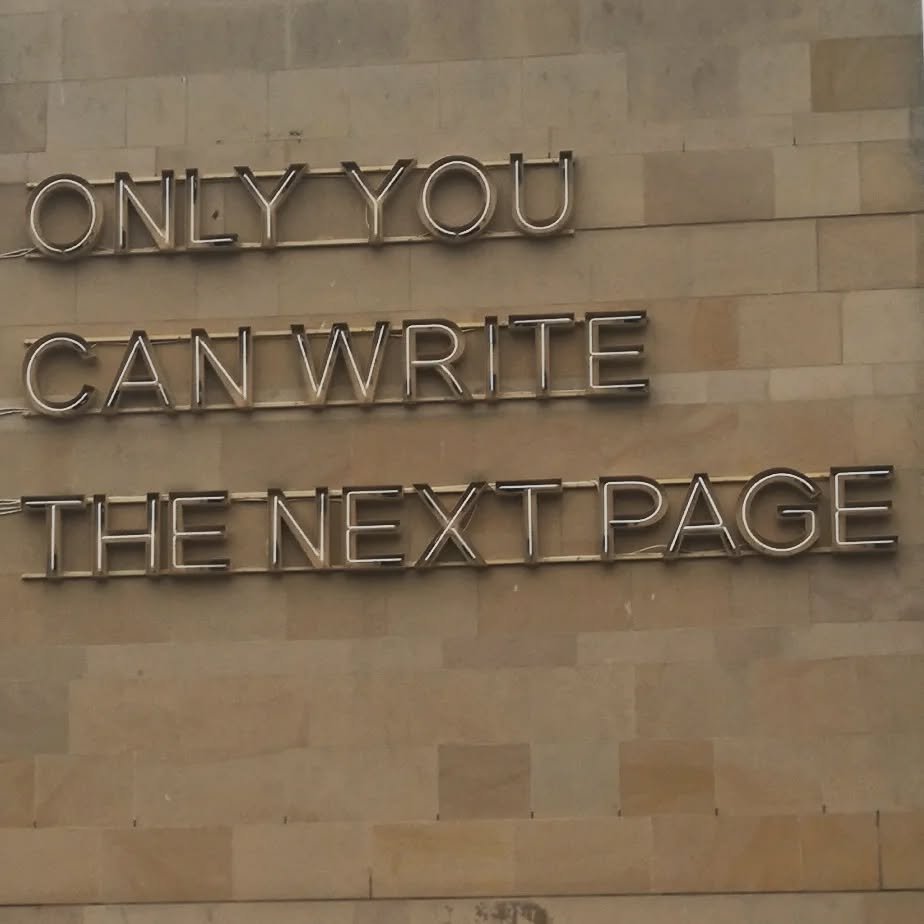 ONLY YOU
CAN WRITE
THE NEXT PAGE